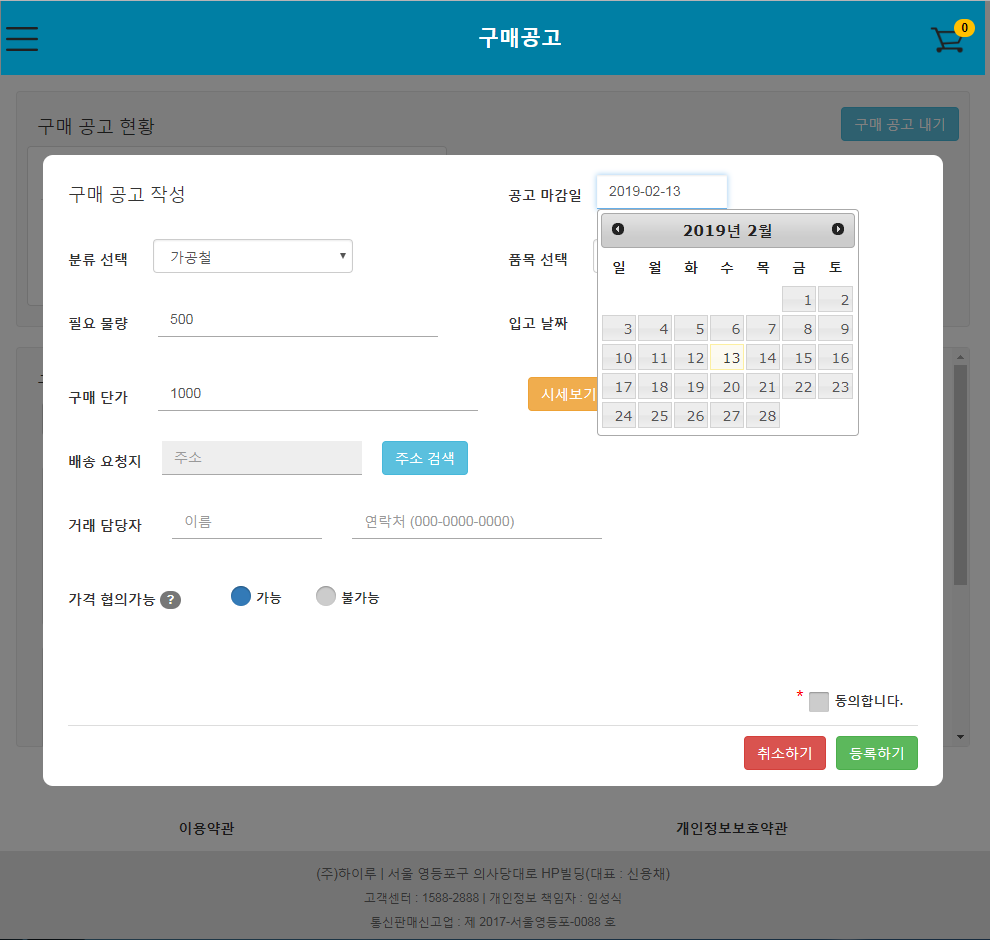 구매공고
0
구매 공고 현황
구매 공고 내기
구매 공고 작성
공고 마감일
2019-02-13
2019년 2월
일 월 화 수 목 금 토
1 2
3 4 5 6 7 8 9
10 11 12 13 14 15 16
17 18 19 20 21 22 23
24 25 26 27 28
분류 선택
가공철
품목 선택
필요 물량
500
입고 날짜
구매 단가
1000
시세보기
배송 요청지
주소
주소 검색
거래 담당자
이름
연락처 (000-0000-0000)
가격 협의가능 ?
가능
불가능
* 동의합니다.
취소하기
등록하기
이용약관
개인정보보호약관
(주)하이루 | 서울 영등포구 의사당대로 HP빌딩(대표 : 신용채)
고객센터 : 1588-2888 | 개인정보 책임자 : 임성식
통신판매신고업 : 제 2017-서울영등포-0088 호